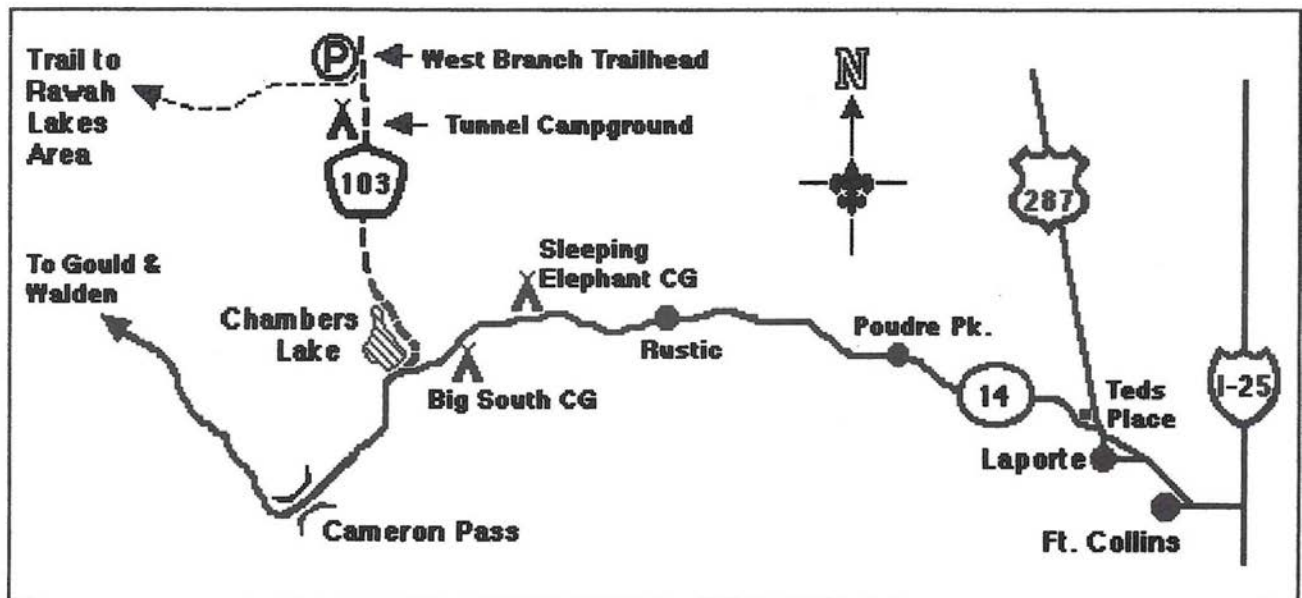 Trail to
Rawah
Lakes
Area
P
West Branch Trailhead
Tunnel Campground
103
N
287
To Gould &
Walden
Sleeping
Elephant CG
Chambers
Lake
Rustic
Poudre Pk.
Big South CG
14
Teds
Place
I-25
Laporte
Cameron Pass
Ft. Collins